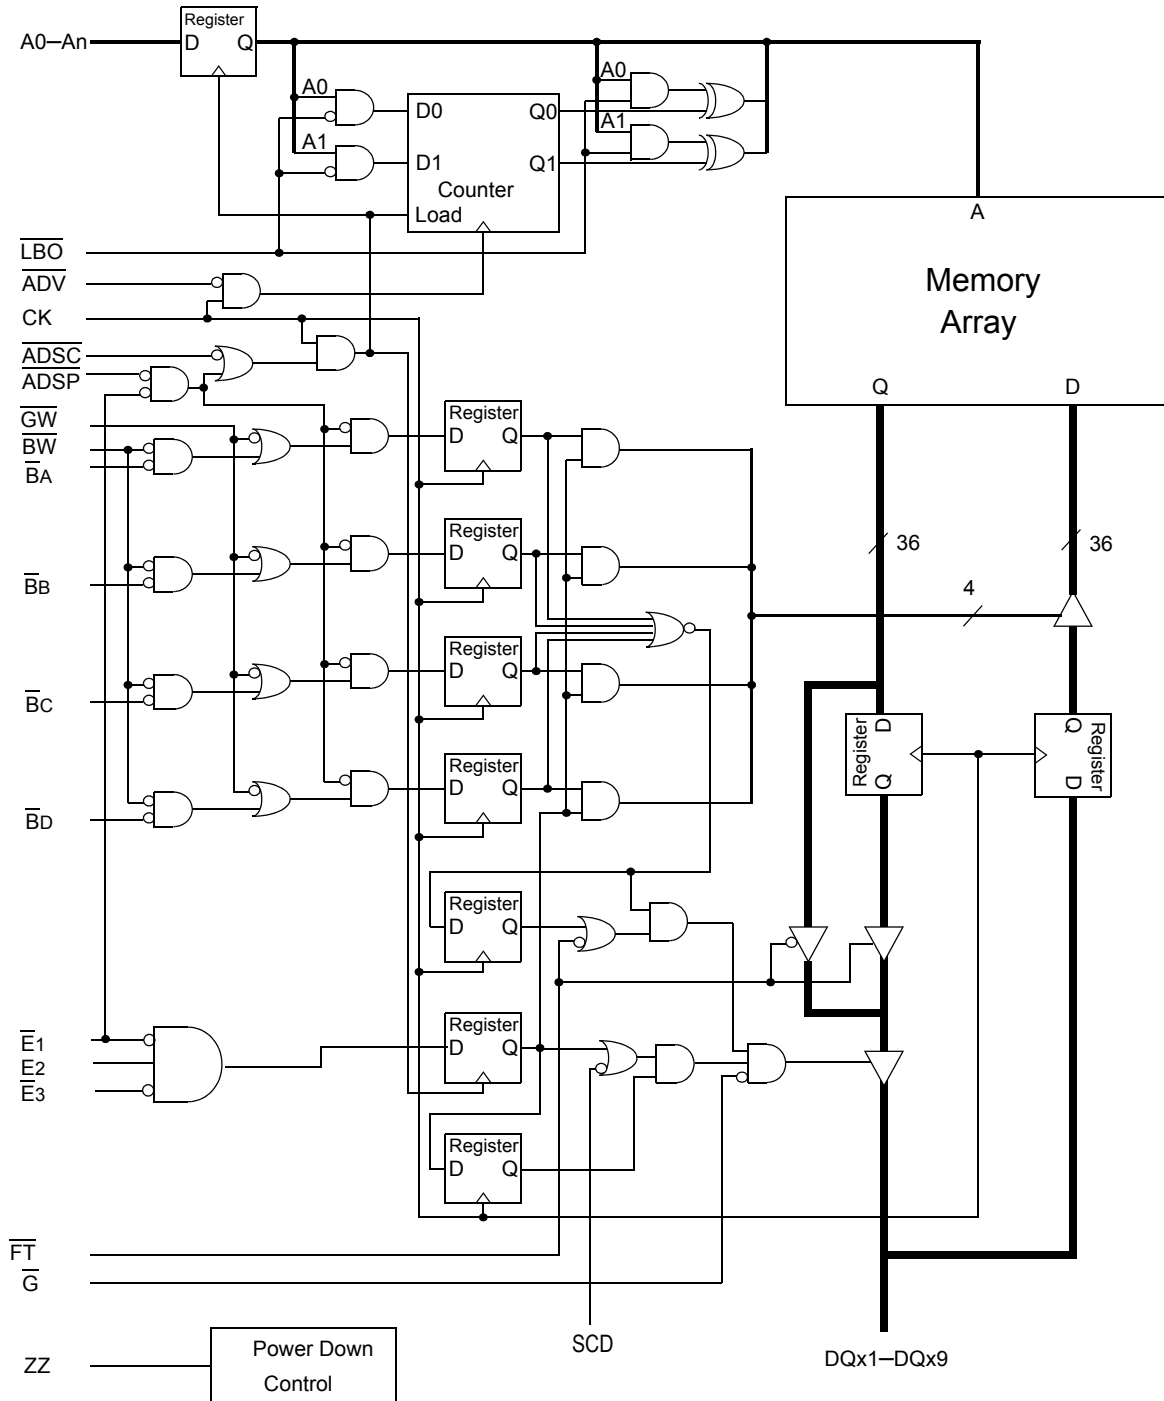 Register
A0–An
D Q
A0
A0
D0
Q0
A1
A1
D1
Q1
Counter
Load
A
LBO
ADV
Memory
CK
Array
ADSC
ADSP
Q
D
GW
Register
BW
D Q
BA
Register
36
36
D Q
BB
4
Register
D Q
BC
Register
D
Q
Register
Q
D
Register
D Q
BD
Register
D Q
Register
E1
D Q
E2
E3
Register
D Q
FT
G
SCD
Power Down
DQx1–DQx9
ZZ
Control